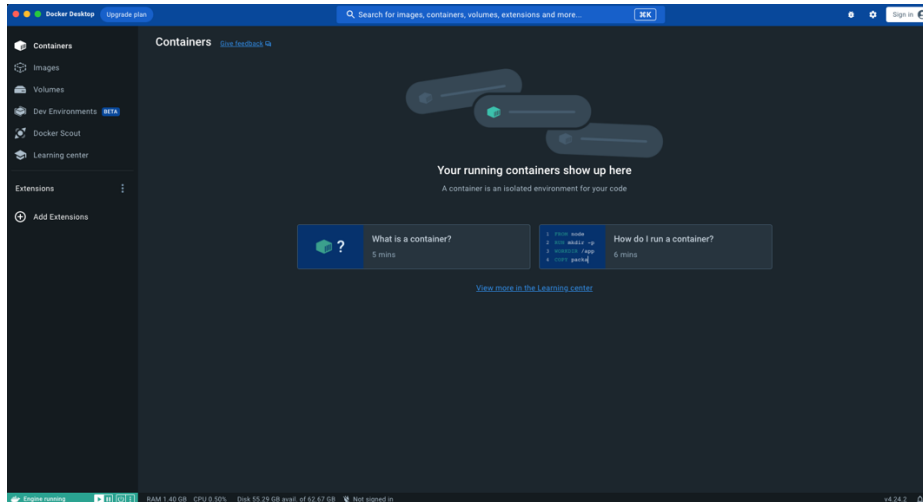 Docker Desktop Upgrade plan
Search for images, containers, volumes, extensions and more... ⌘K
Sign in
Containers
Images
Volumes
Dev Environments BETA
Docker Scout
Learning center
Extensions
Add Extensions
Containers Give feedback
Your running containers show up here
A container is an isolated environment for your code
?
What is a container?
5 mins
1 FROM node
2 RUN mkdir -p
3 WORKDIR /app
4 COPY packa
How do I run a container?
6 mins
View more in the Learning center
Engine running
RAM 1.40 GB CPU 0.50% Disk 55.29 GB avail. of 62.67 GB Not signed in
v4.24.2